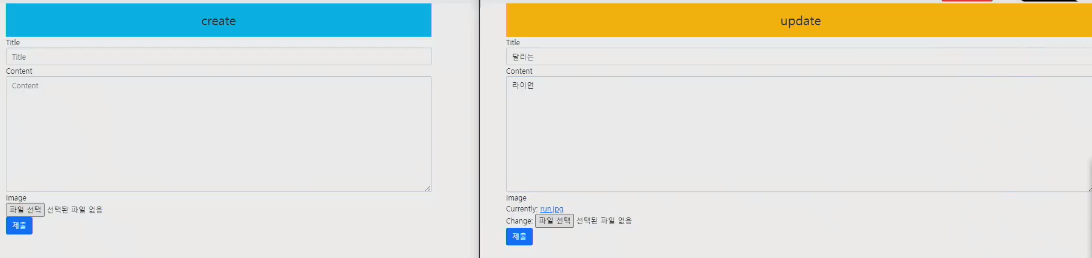 create
Title
Title
Content
Content
Image
파일 선택 선택된 파일 없음
제출
update
Title
달리는
Content
라이언
Image
Currently: run.jpg
Change: 파일 선택 선택된 파일 없음
제출